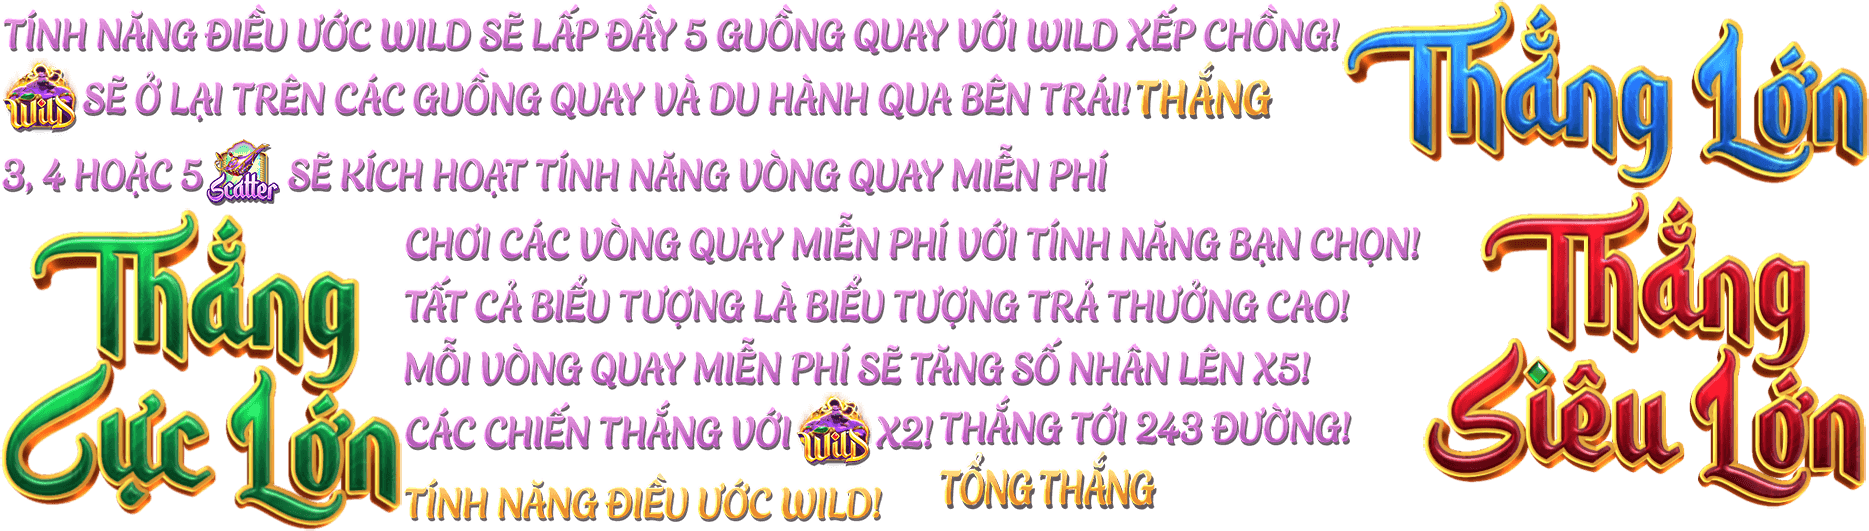 TÍNH NĂNG ĐIỀU ƯỚC WILD SẼ LẤP ĐẦY 5 GUỒNG QUAY VỚI WILD XẾP CHỒNG!
Wild SẼ Ở LẠI TRÊN CÁC GUỒNG QUAY VÀ DU HÀNH QUA BÊN TRÁI!
THẮNG
Thắng Lớn
3, 4 HOẶC 5 Scatter SẼ KÍCH HOẠT TÍNH NĂNG VÒNG QUAY MIỄN PHÍ
Thắng
Cực Lớn
CHƠI CÁC VÒNG QUAY MIỄN PHÍ VỚI TÍNH NĂNG BẠN CHỌN!
TẤT CẢ BIỂU TƯỢNG LÀ BIỂU TƯỢNG TRẢ THƯỞNG CAO!
MỖI VÒNG QUAY MIỄN PHÍ SẼ TĂNG SỐ NHÂN LÊN X5!
CÁC CHIẾN THẮNG VỚI Wild X2!
THẮNG TỚI 243 ĐƯỜNG!
TÍNH NĂNG ĐIỀU ƯỚC WILD!
TỔNG THẮNG
Thắng
Siêu Lớn